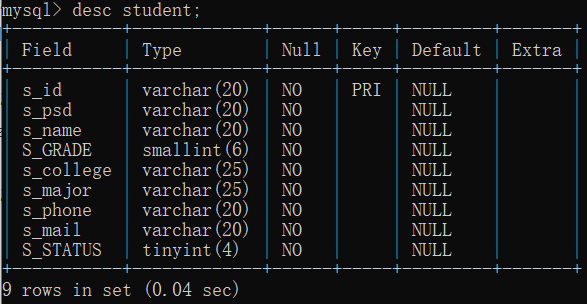 mysql> desc student;
+-----------+-------------+------+-----+---------+-------+
| Field     | Type        | Null | Key | Default | Extra |
+-----------+-------------+------+-----+---------+-------+
| s_id      | varchar(20) | NO   | PRI | NULL    |       |
| s_psd     | varchar(20) | NO   |     | NULL    |       |
| s_name    | varchar(20) | NO   |     | NULL    |       |
| S_GRADE   | smallint(6) | NO   |     | NULL    |       |
| s_college | varchar(25) | NO   |     | NULL    |       |
| s_major   | varchar(25) | NO   |     | NULL    |       |
| s_phone   | varchar(20) | NO   |     | NULL    |       |
| s_mail    | varchar(20) | NO   |     | NULL    |       |
| S_STATUS  | tinyint(4)  | NO   |     | NULL    |       |
+-----------+-------------+------+-----+---------+-------+
9 rows in set (0.04 sec)